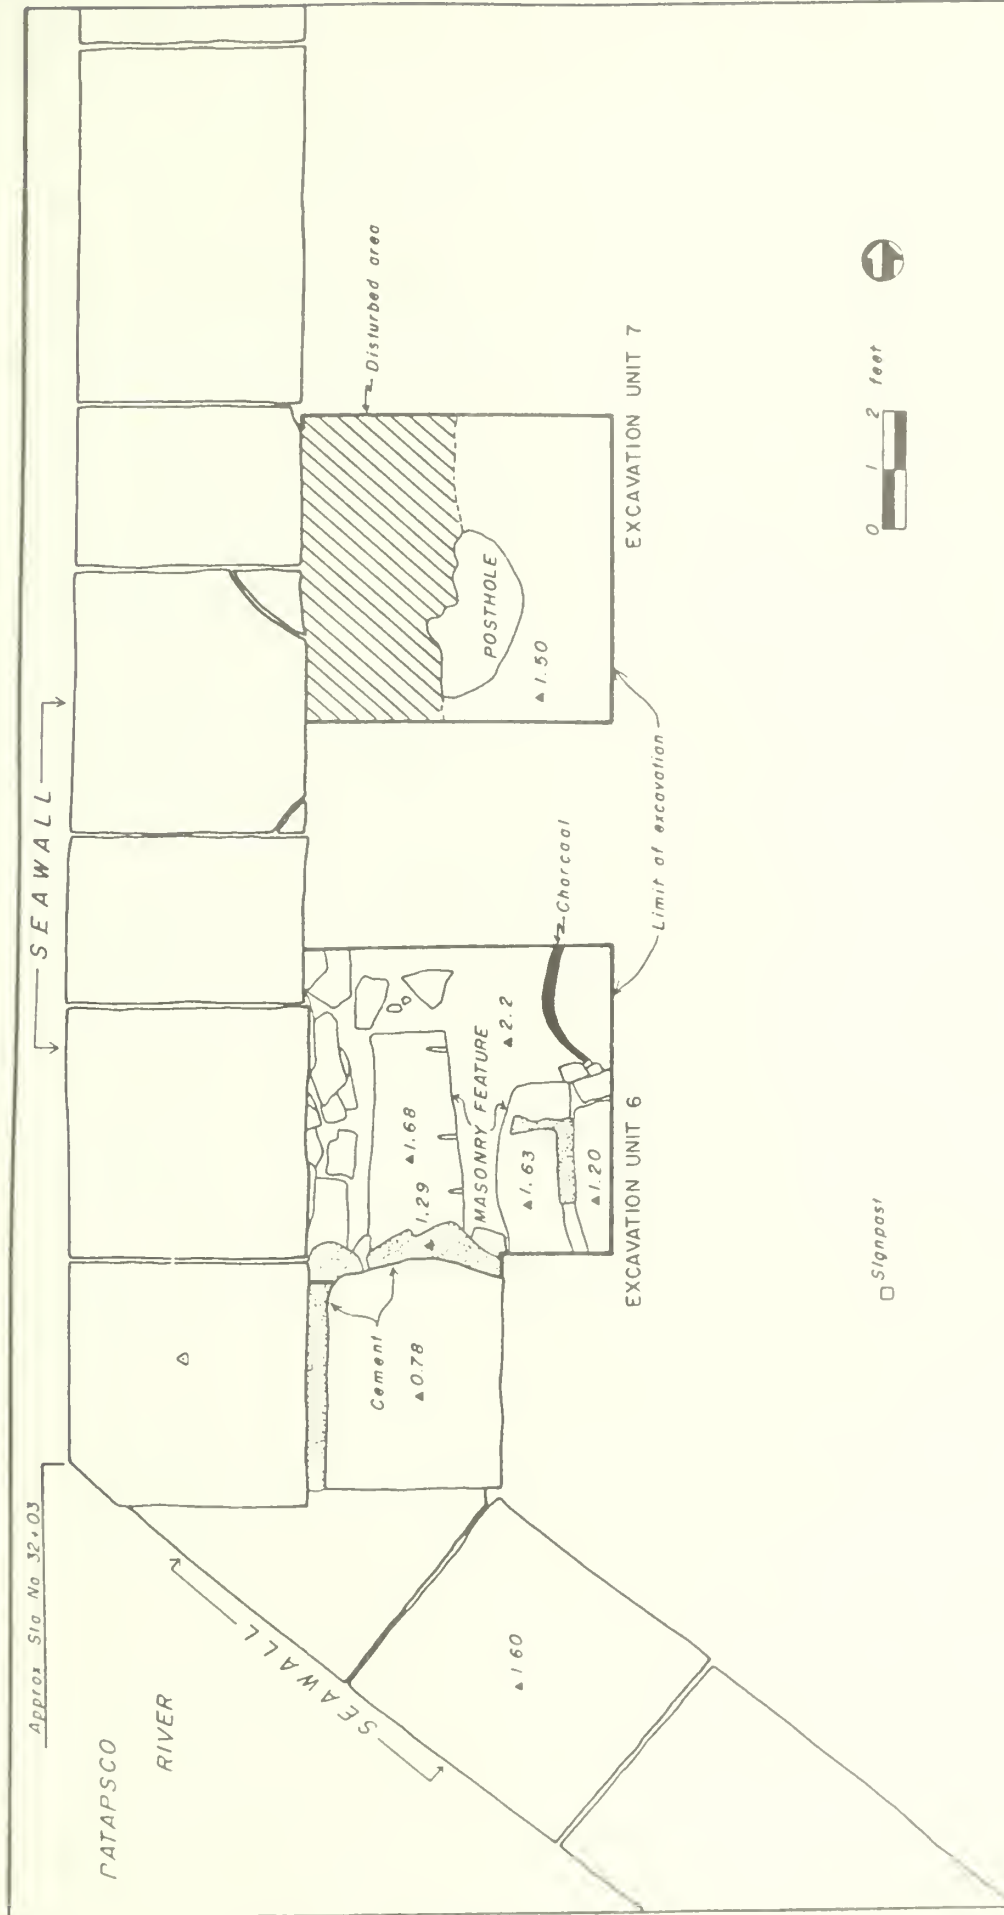 Approx Sta No 32+03
PATAPSCO
RIVER
SEAWALL
SEAWALL
Cement
▲0.78
▲1.60
1.29
▲1.68
MASONRY FEATURE
▲2.2
▲1.63
▲1.20
Charcoal
EXCAVATION UNIT 6
Limit of excavation
Disturbed area
POSTHOLE
▲1.50
EXCAVATION UNIT 7
Signpost
0 1 2 feet